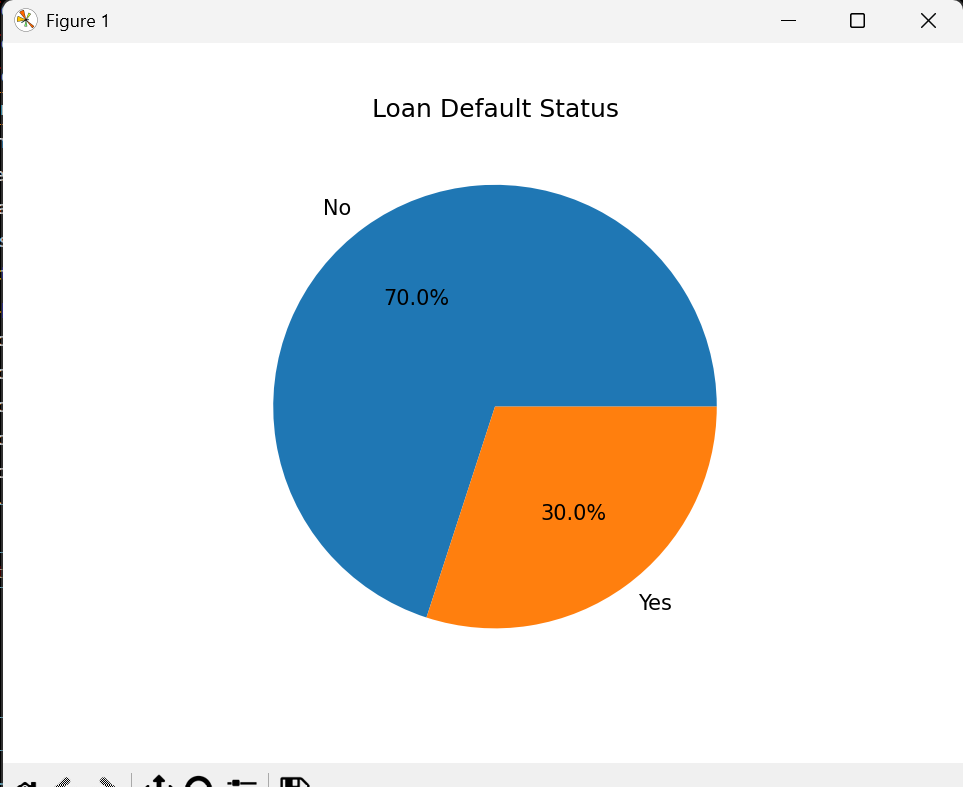 Figure 1
Loan Default Status
No
70.0%
30.0%
Yes